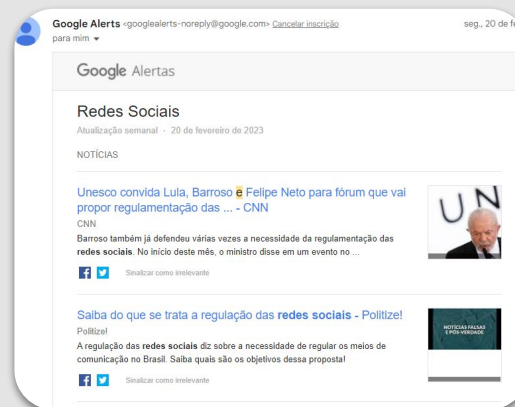 Google Alerts <googlealerts-noreply@google.com> Cancelar inscrição
seg., 20 de
para mim
Google Alertas
Redes Sociais
Atualização semanal · 20 de fevereiro de 2023
NOTÍCIAS
Unesco convida Lula, Barroso e Felipe Neto para fórum que vai
propor regulamentação das ... - CNN
CNN
Barroso também já defendeu várias vezes a necessidade da regulamentação das
redes sociais. No início deste mês, o ministro disse em um evento no ...
Sinalizar como irrelevante
UN
Saiba do que se trata a regulação das redes sociais - Politize!
Politize!
A regulação das redes sociais diz sobre a necessidade de regular os meios de
comunicação no Brasil. Saiba quais são os objetivos dessa proposta!
Sinalizar como irrelevante
NOTÍCIAS FALSAS
E PÓS-VERDADE